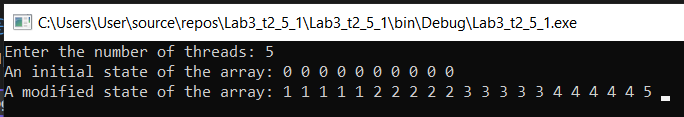 C:\Users\User\source\repos\Lab3_t2_5_1\Lab3_t2_5_1\bin\Debug\Lab3_t2_5_1.exe
Enter the number of threads: 5
An initial state of the array: 0 0 0 0 0 0 0 0 0 0
A modified state of the array: 1 1 1 1 1 2 2 2 2 2 3 3 3 3 3 4 4 4 4 4 5